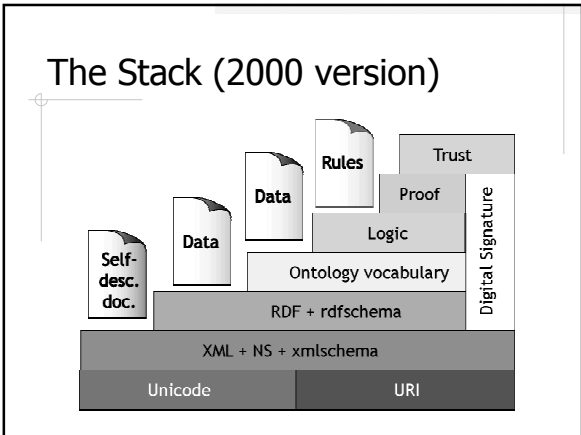 The Stack (2000 version)
Rules
Trust
Data
Proof
Data
Logic
Self-
desc.
doc.
Ontology vocabulary
Digital Signature
RDF + rdfschema
XML + NS + xmlschema
Unicode
URI